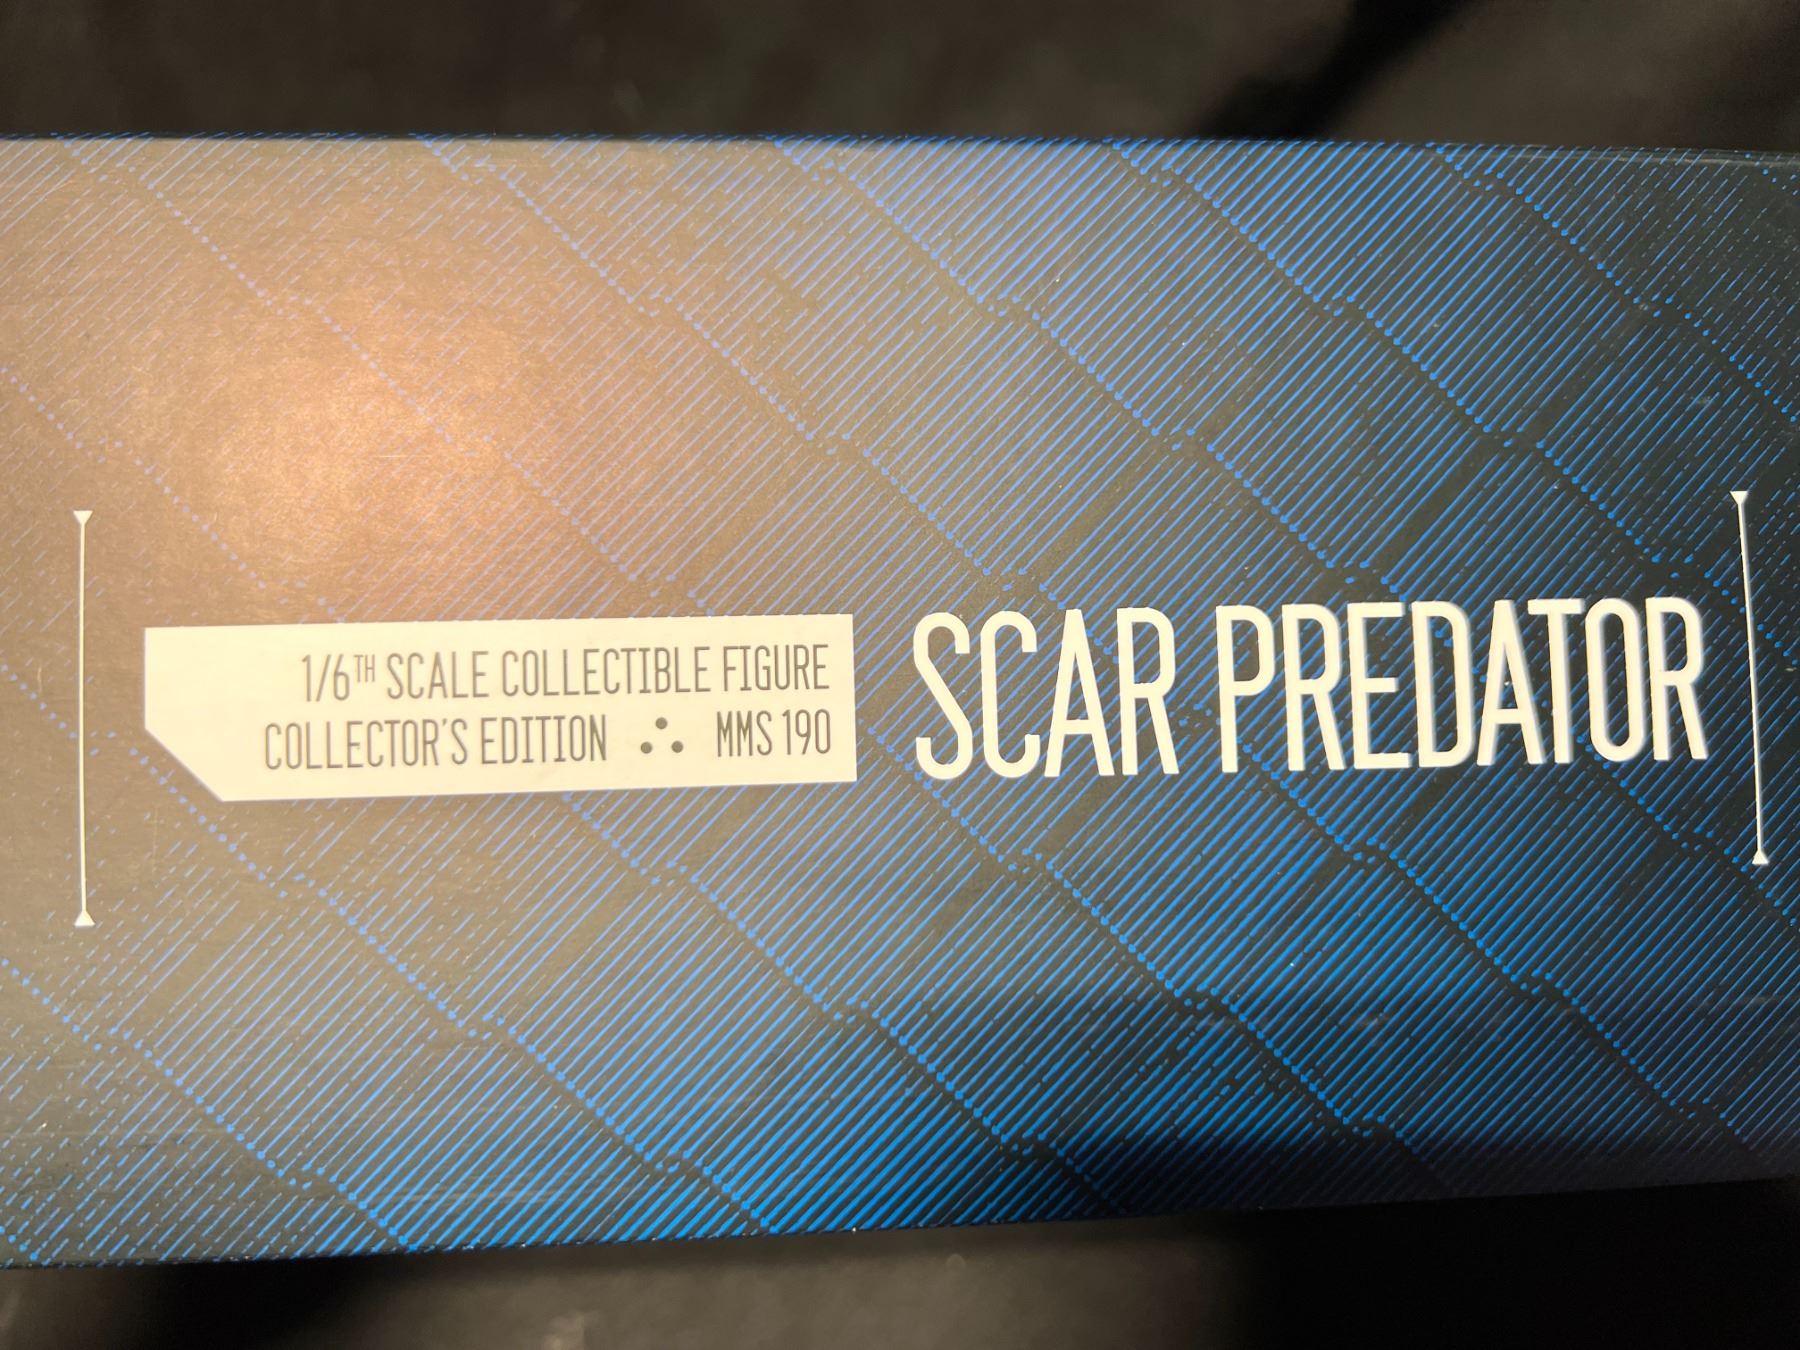 1/6TH SCALE COLLECTIBLE FIGURE
COLLECTOR'S EDITION ∴ MMS 190
SCAR PREDATOR